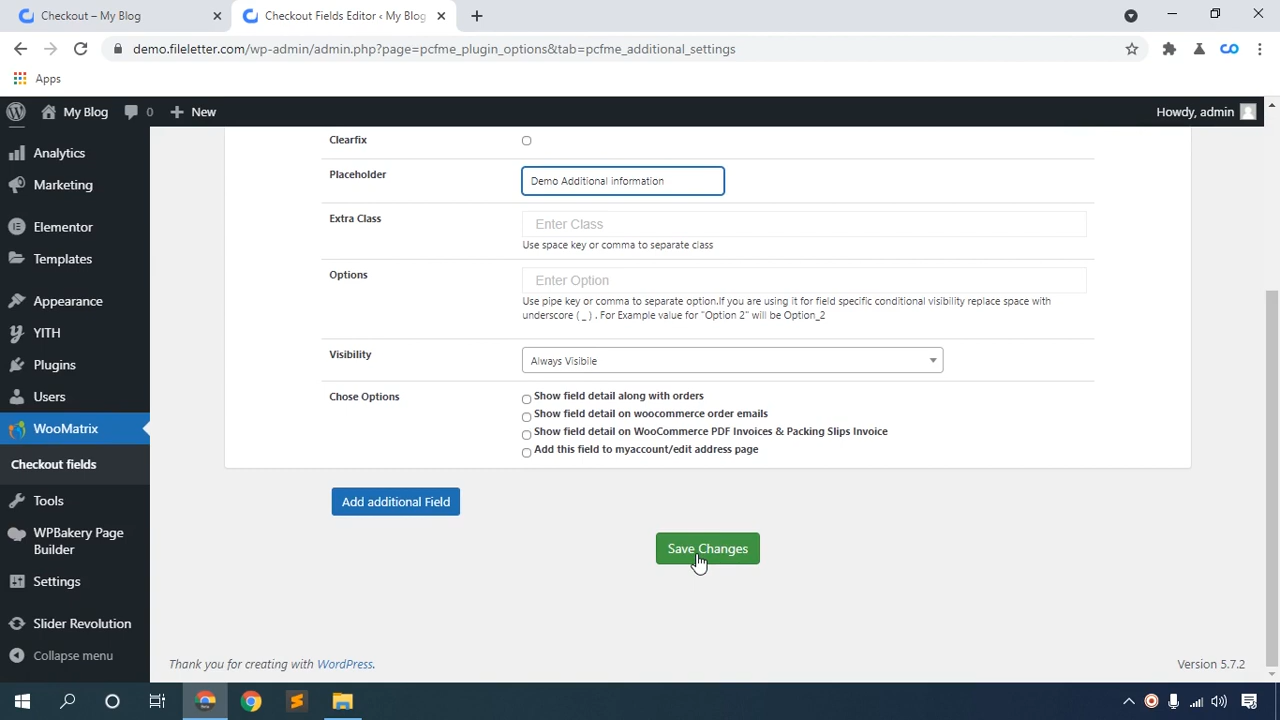 Checkout – My Blog
Checkout Fields Editor ‹ My Blog
demo.fileletter.com/wp-admin/admin.php?page=pcfme_plugin_options&tab=pcfme_additional_settings
Apps
My Blog
0
New
Howdy, admin
Analytics
Marketing
Elementor
Templates
Appearance
YITH
Plugins
Users
WooMatrix
Checkout fields
Tools
WPBakery Page
Builder
Settings
Slider Revolution
Collapse menu
Clearfix
Placeholder
Demo Additional information
Extra Class
Enter Class
Use space key or comma to separate class
Options
Enter Option
Use pipe key or comma to separate option.If you are using it for field specific conditional visibility replace space with
underscore ( _ ) . For Example value for "Option 2" will be Option_2
Visibility
Always Visibile
Chose Options
Show field detail along with orders
Show field detail on woocommerce order emails
Show field detail on WooCommerce PDF Invoices & Packing Slips Invoice
Add this field to myaccount/edit address page
Add additional Field
Save Changes
Thank you for creating with WordPress.
Version 5.7.2